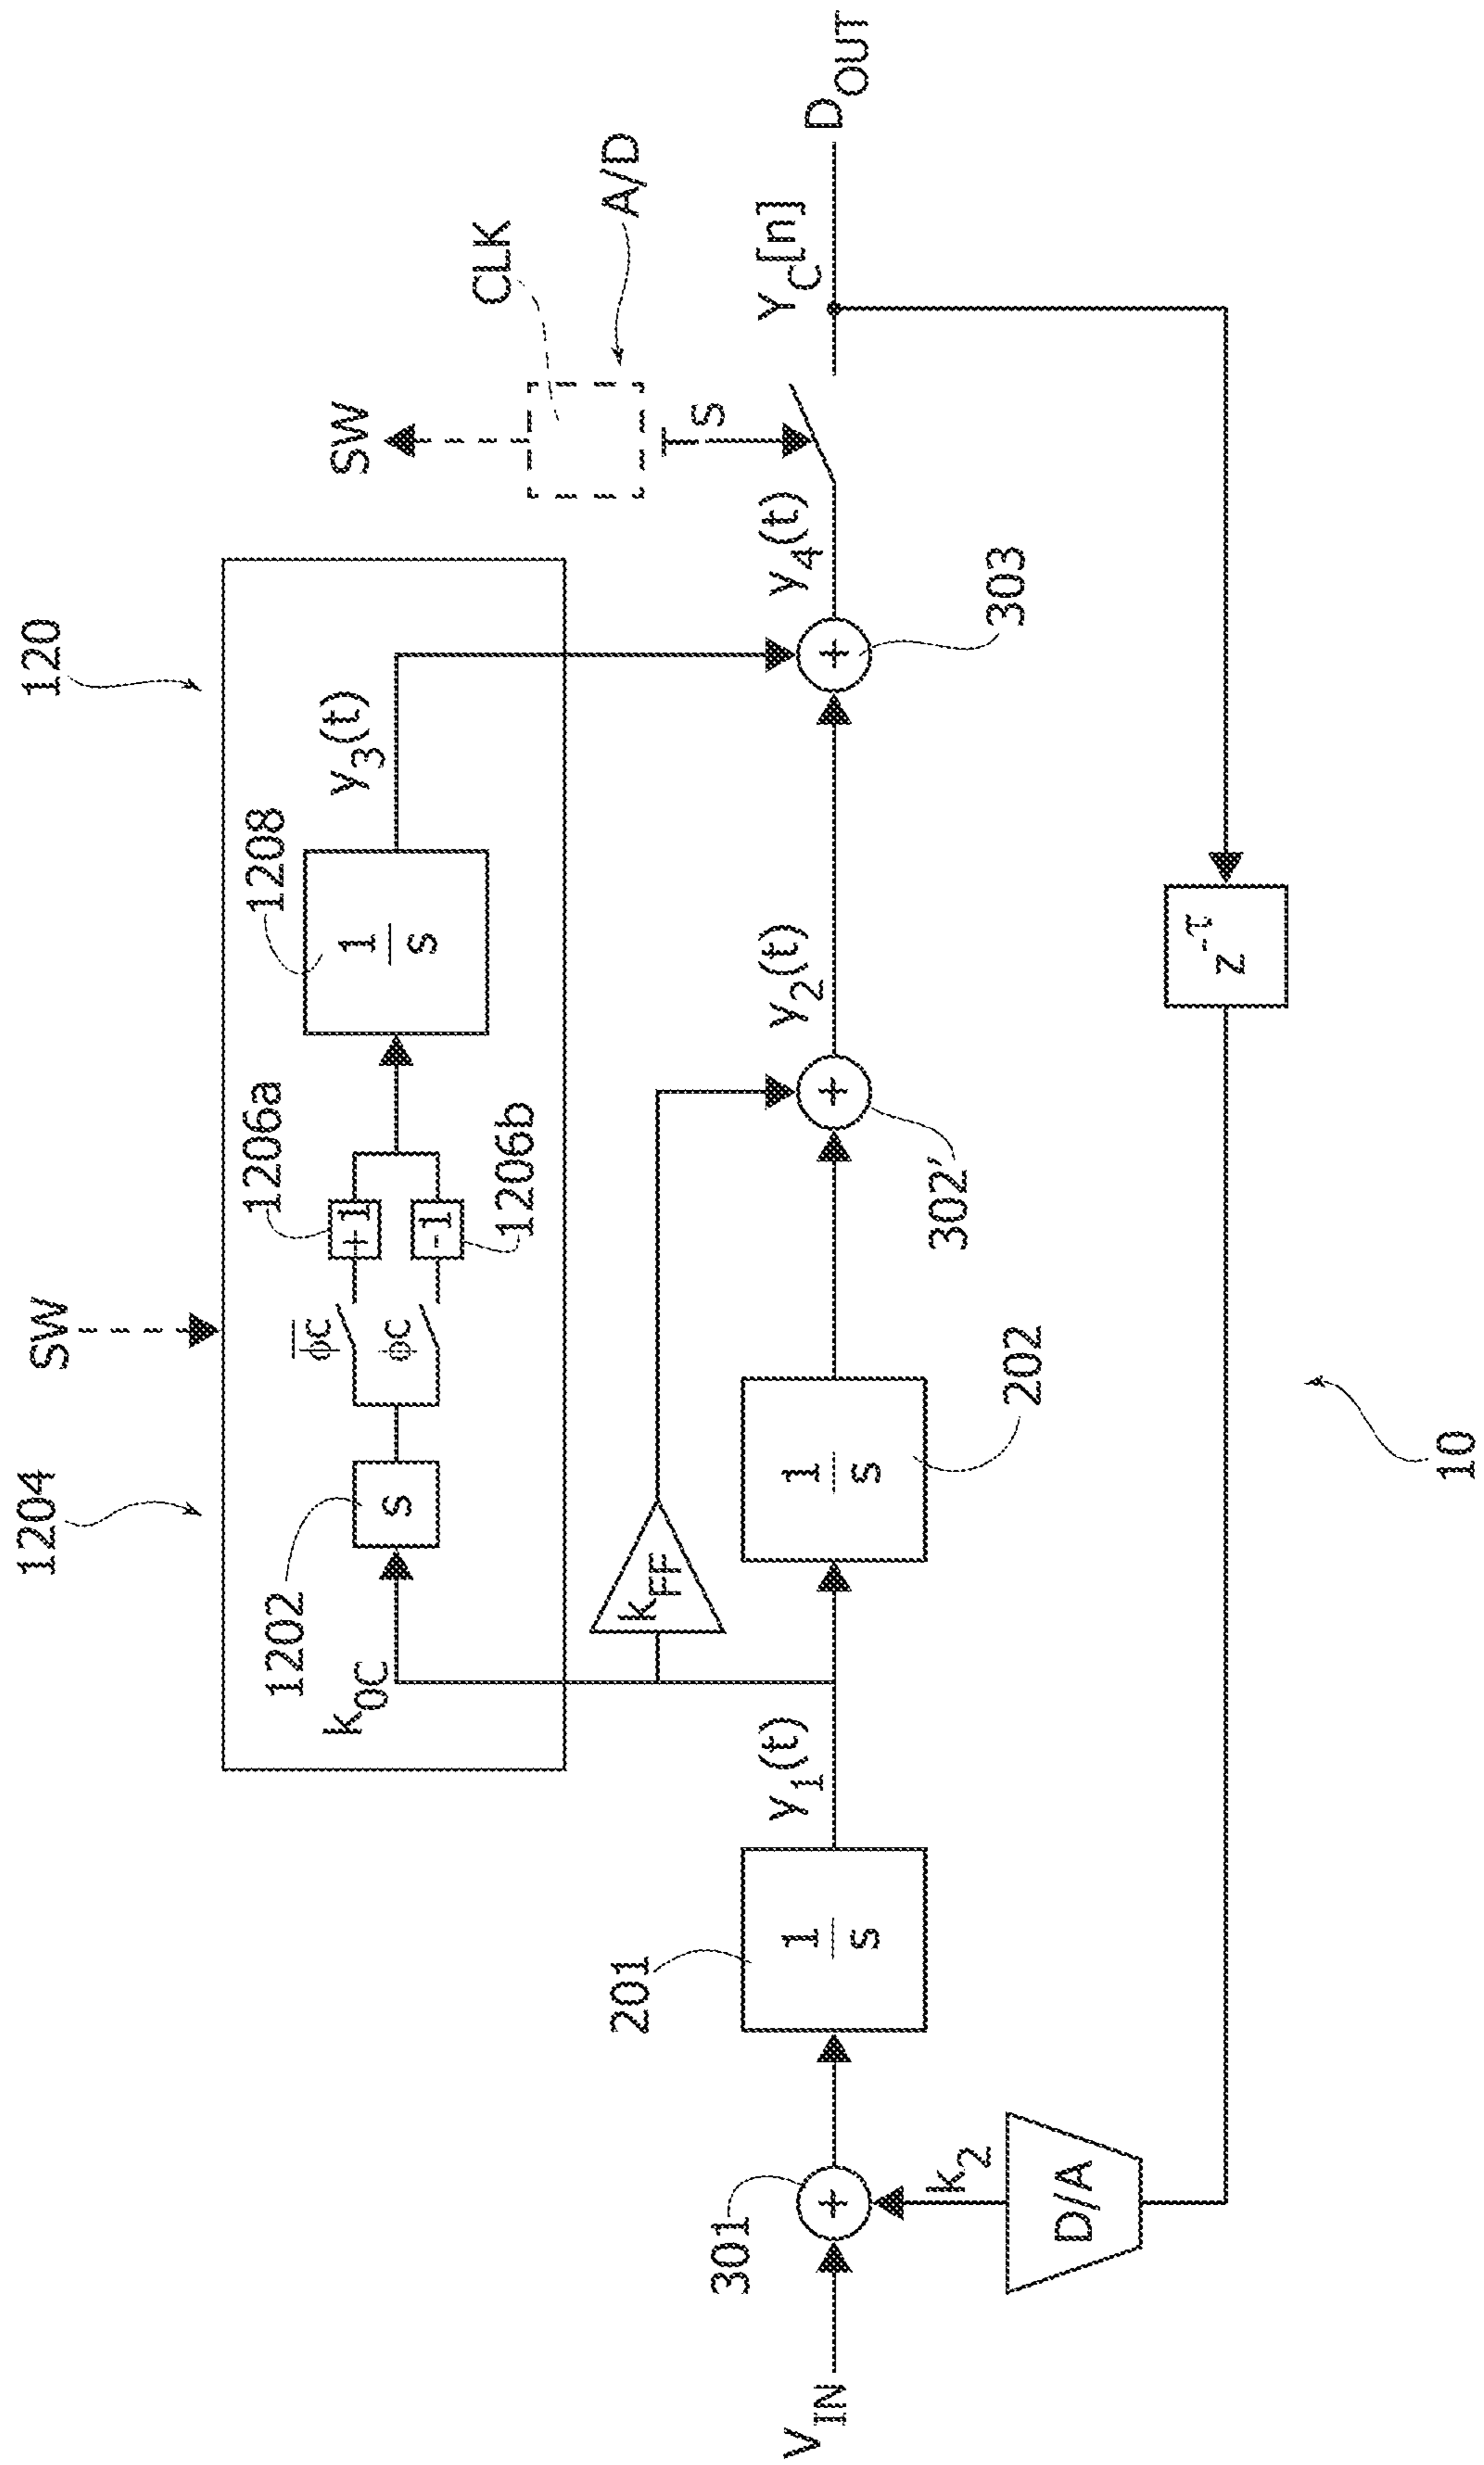 1204
SW
120
1202
k0C
s
φC
φC
+1
-1
1206a
1206b
1
s
1208
y3(t)
SW
CLK
A/D
TS
kFF
VIN
301
+
201
1
s
y1(t)
1
s
202
+
302'
y2(t)
+
303
y4(t)
YC[n]
DOUT
k2
D/A
z-τ
10